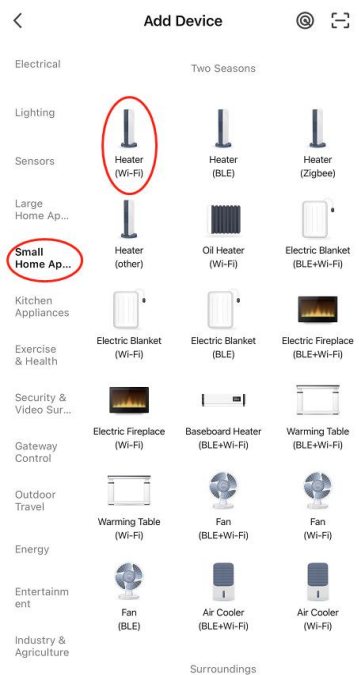 Add Device
Electrical
Lighting
Sensors
Large
Home Ap...
Small
Home Ap...
Kitchen
Appliances
Exercise
& Health
Security &
Video Sur...
Gateway
Control
Outdoor
Travel
Energy
Entertainm
ent
Industry &
Agriculture
Two Seasons
Heater
(Wi-Fi)
Heater
(BLE)
Heater
(Zigbee)
Heater
(other)
Oil Heater
(Wi-Fi)
Electric Blanket
(BLE+Wi-Fi)
Electric Blanket
(Wi-Fi)
Electric Blanket
(BLE)
Electric Fireplace
(BLE+Wi-Fi)
Electric Fireplace
(Wi-Fi)
Baseboard Heater
(BLE+Wi-Fi)
Warming Table
(BLE+Wi-Fi)
Warming Table
(Wi-Fi)
Fan
(BLE+Wi-Fi)
Fan
(Wi-Fi)
Fan
(BLE)
Air Cooler
(BLE+Wi-Fi)
Air Cooler
(Wi-Fi)
Surroundings